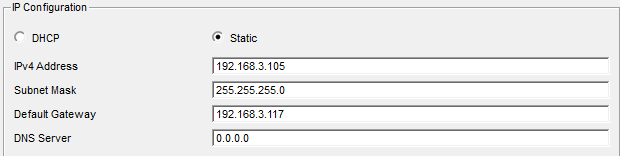 IP Configuration
DHCP Static
IPv4 Address 192.168.3.105
Subnet Mask 255.255.255.0
Default Gateway 192.168.3.117
DNS Server 0.0.0.0